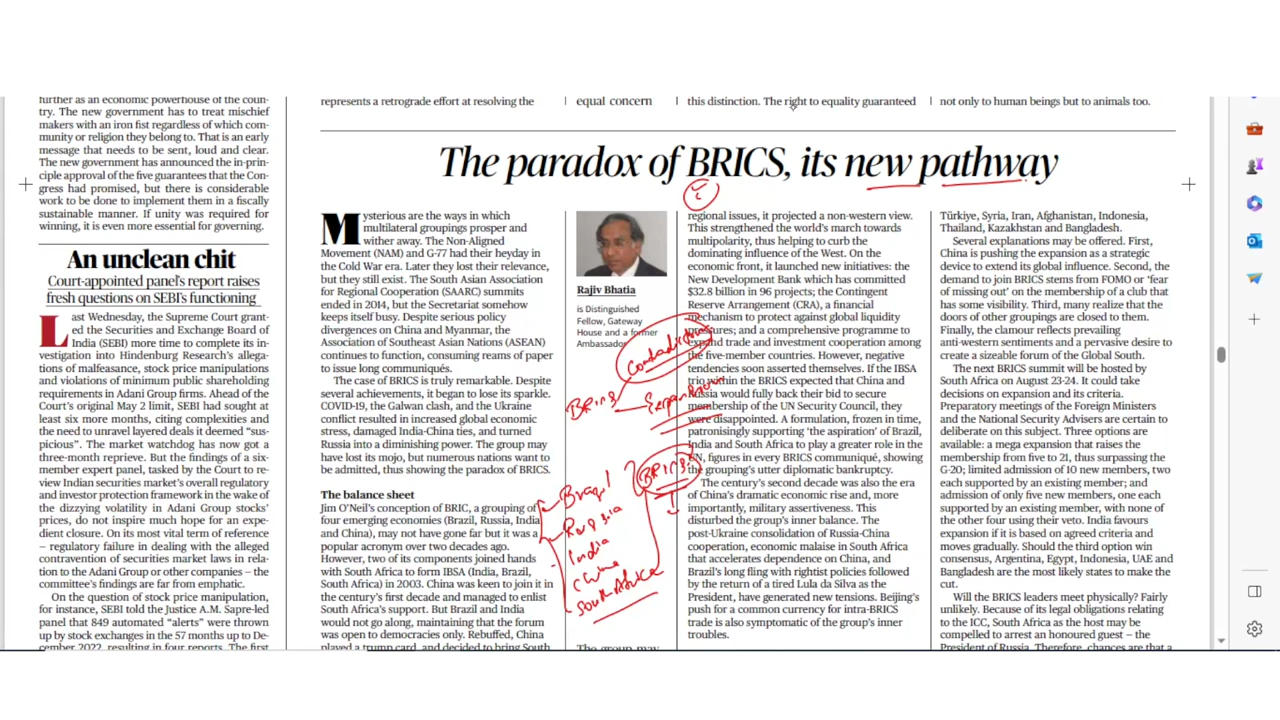 further as an economic powerhouse of the coun-
try. The new government has to treat mischief
makers with an iron fist regardless of which com-
munity or religion they belong to. That is an early
message that needs to be sent, loud and clear.
The new government has announced the in-prin-
ciple approval of the five guarantees that the Con-
gress had promised, but there is considerable
work to be done to implement them in a fiscally
sustainable manner. If unity was required for
winning, it is even more essential for governing.
An unclean chit
Court-appointed panel's report raises
fresh questions on SEBI's functioning
Last Wednesday, the Supreme Court grant-
ed the Securities and Exchange Board of
India (SEBI) more time to complete its in-
vestigation into Hindenburg Research's allega-
tions of malfeasance, stock price manipulations
and violations of minimum public shareholding
requirements in Adani Group firms. Ahead of the
Court's original May 2 limit, SEBI had sought at
least six more months, citing complexities and
the need to unravel layered deals it deemed “sus-
picious”. The market watchdog has now got a
three-month reprieve. But the findings of a six-
member expert panel, tasked by the Court to re-
view Indian securities market's overall regulatory
and investor protection framework in the wake of
the dizzying volatility in Adani Group stocks'
prices, do not inspire much hope for an expe-
dient closure. On its most vital term of reference
– regulatory failure in dealing with the alleged
contravention of securities market laws in rela-
tion to the Adani Group or other companies – the
committee's findings are far from emphatic.
On the question of stock price manipulation,
for instance, SEBI told the Justice A.M. Sapre-led
panel that 849 automated “alerts” were thrown
up by stock exchanges in the 57 months up to De-
cember 2022, resulting in four reports. The first
represents a retrograde effort at resolving the
equal concern
this distinction. The right to equality guaranteed
not only to human beings but to animals too.
The paradox of BRICS, its new pathway
Mysterious are the ways in which
multilateral groupings prosper and
wither away. The Non-Aligned
Movement (NAM) and G-77 had their heyday in
the Cold War era. Later they lost their relevance,
but they still exist. The South Asian Association
for Regional Cooperation (SAARC) summits
ended in 2014, but the Secretariat somehow
keeps itself busy. Despite serious policy
divergences on China and Myanmar, the
Association of Southeast Asian Nations (ASEAN)
continues to function, consuming reams of paper
to issue long communiqués.
The case of BRICS is truly remarkable. Despite
several achievements, it began to lose its sparkle.
COVID-19, the Galwan clash, and the Ukraine
conflict resulted in increased global economic
stress, damaged India-China ties, and turned
Russia into a diminishing power. The group may
have lost its mojo, but numerous nations want to
be admitted, thus showing the paradox of BRICS.
The balance sheet
Jim O'Neil's conception of BRIC, a grouping of
four emerging economies (Brazil, Russia, India
and China), may not have gone far but it was a
popular acronym over two decades ago.
However, two of its components joined hands
with South Africa to form IBSA (India, Brazil,
South Africa) in 2003. China was keen to join it in
the century's first decade and managed to enlist
South Africa's support. But Brazil and India
would not go along, maintaining that the forum
was open to democracies only. Rebuffed, China
played a trump card, and decided to bring South
Rajiv Bhatia
is Distinguished
Fellow, Gateway
House and a former
Ambassador
Contradiction
BRICS
Expansion
BRICS
Brazil
Russia
India
China
South Africa
The group may
regional issues, it projected a non-western view.
This strengthened the world's march towards
multipolarity, thus helping to curb the
dominating influence of the West. On the
economic front, it launched new initiatives: the
New Development Bank which has committed
$32.8 billion in 96 projects; the Contingent
Reserve Arrangement (CRA), a financial
mechanism to protect against global liquidity
pressures; and a comprehensive programme to
expand trade and investment cooperation among
the five-member countries. However, negative
tendencies soon asserted themselves. If the IBSA
trio within the BRICS expected that China and
Russia would fully back their bid to secure
membership of the UN Security Council, they
were disappointed. A formulation, frozen in time,
patronisingly supporting ‘the aspiration’ of Brazil,
India and South Africa to play a greater role in the
UN, figures in every BRICS communiqué, showing
the grouping's utter diplomatic bankruptcy.
The century's second decade was also the era
of China's dramatic economic rise and, more
importantly, military assertiveness. This
disturbed the group's inner balance. The
post-Ukraine consolidation of Russia-China
cooperation, economic malaise in South Africa
that accelerates dependence on China, and
Brazil's long fling with rightist policies followed
by the return of a tired Lula da Silva as the
President, have generated new tensions. Beijing's
push for a common currency for intra-BRICS
trade is also symptomatic of the group's inner
troubles.
Türkiye, Syria, Iran, Afghanistan, Indonesia,
Thailand, Kazakhstan and Bangladesh.
Several explanations may be offered. First,
China is pushing the expansion as a strategic
device to extend its global influence. Second, the
demand to join BRICS stems from FOMO or ‘fear
of missing out’ on the membership of a club that
has some visibility. Third, many realize that the
doors of other groupings are closed to them.
Finally, the clamour reflects prevailing
anti-western sentiments and a pervasive desire to
create a sizeable forum of the Global South.
The next BRICS summit will be hosted by
South Africa on August 23-24. It could take
decisions on expansion and its criteria.
Preparatory meetings of the Foreign Ministers
and the National Security Advisers are certain to
deliberate on this subject. Three options are
available: a mega expansion that raises the
membership from five to 21, thus surpassing the
G-20; limited admission of 10 new members, two
each supported by an existing member; and
admission of only five new members, one each
supported by an existing member, with none of
the other four using their veto. India favours
expansion if it is based on agreed criteria and
moves gradually. Should the third option win
consensus, Argentina, Egypt, Indonesia, UAE and
Bangladesh are the most likely states to make the
cut.
Will the BRICS leaders meet physically? Fairly
unlikely. Because of its legal obligations relating
to the ICC, South Africa as the host may be
compelled to arrest an honoured guest – the
President of Russia. Therefore, chances are that a